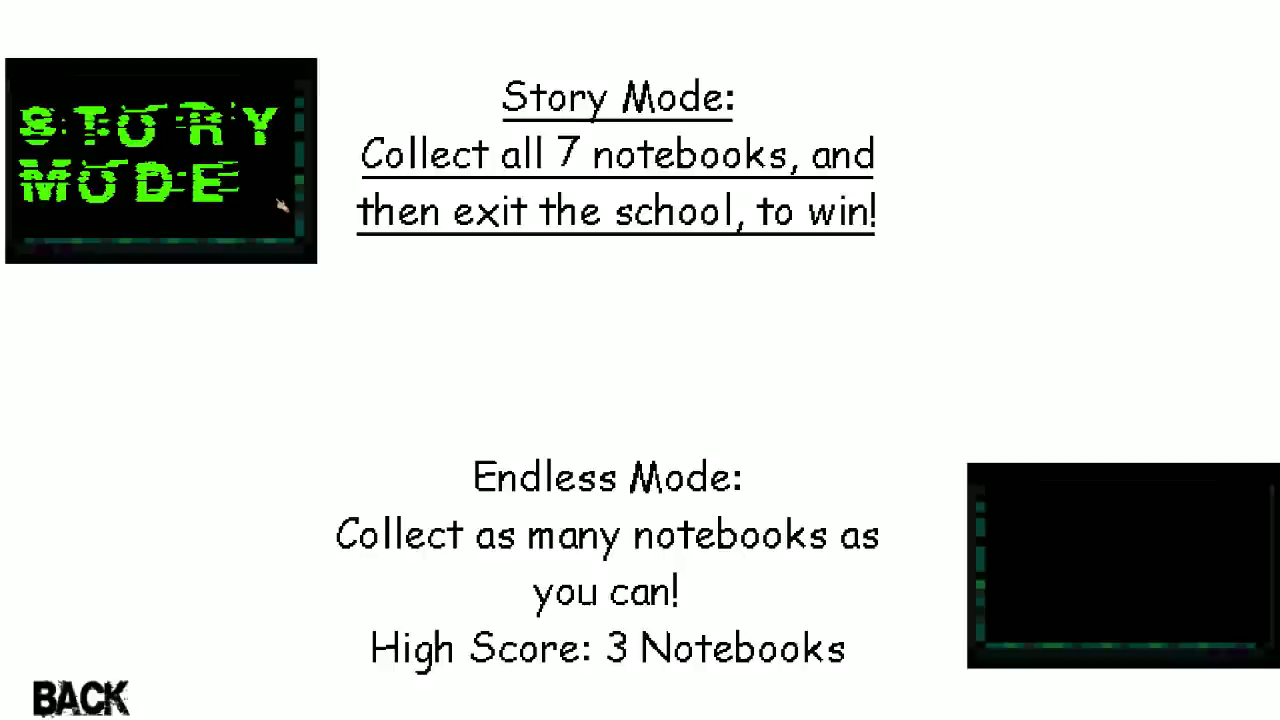 STORY
MODE
Story Mode:
Collect all 7 notebooks, and
then exit the school, to win!
Endless Mode:
Collect as many notebooks as
you can!
High Score: 3 Notebooks
BACK